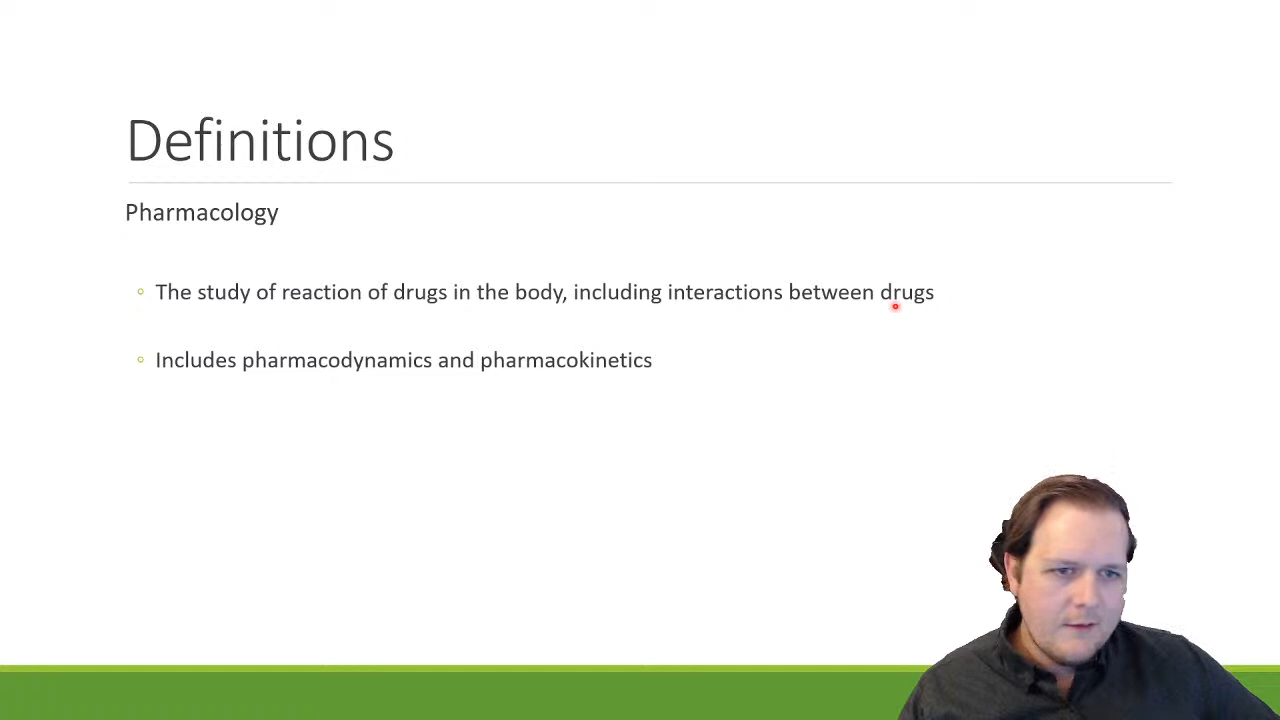 Definitions
Pharmacology
The study of reaction of drugs in the body, including interactions between drugs
Includes pharmacodynamics and pharmacokinetics